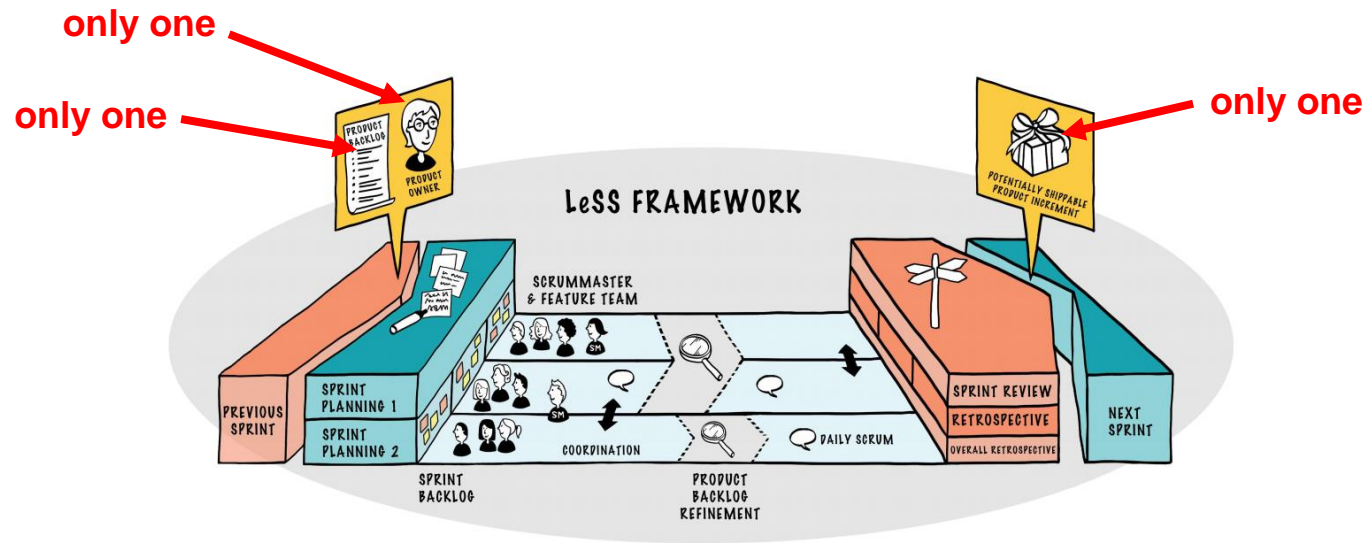 only one
only one
only one
PRODUCT
BACKLOG
PRODUCT
OWNER
POTENTIALLY SHIPPABLE
PRODUCT INCREMENT
LeSS FRAMEWORK
SCRUMMASTER
& FEATURE TEAM
SM
SM
PREVIOUS
SPRINT
SPRINT
PLANNING 1
SPRINT
PLANNING 2
COORDINATION
DAILY SCRUM
SPRINT REVIEW
RETROSPECTIVE
OVERALL RETROSPECTIVE
NEXT
SPRINT
SPRINT
BACKLOG
PRODUCT
BACKLOG
REFINEMENT